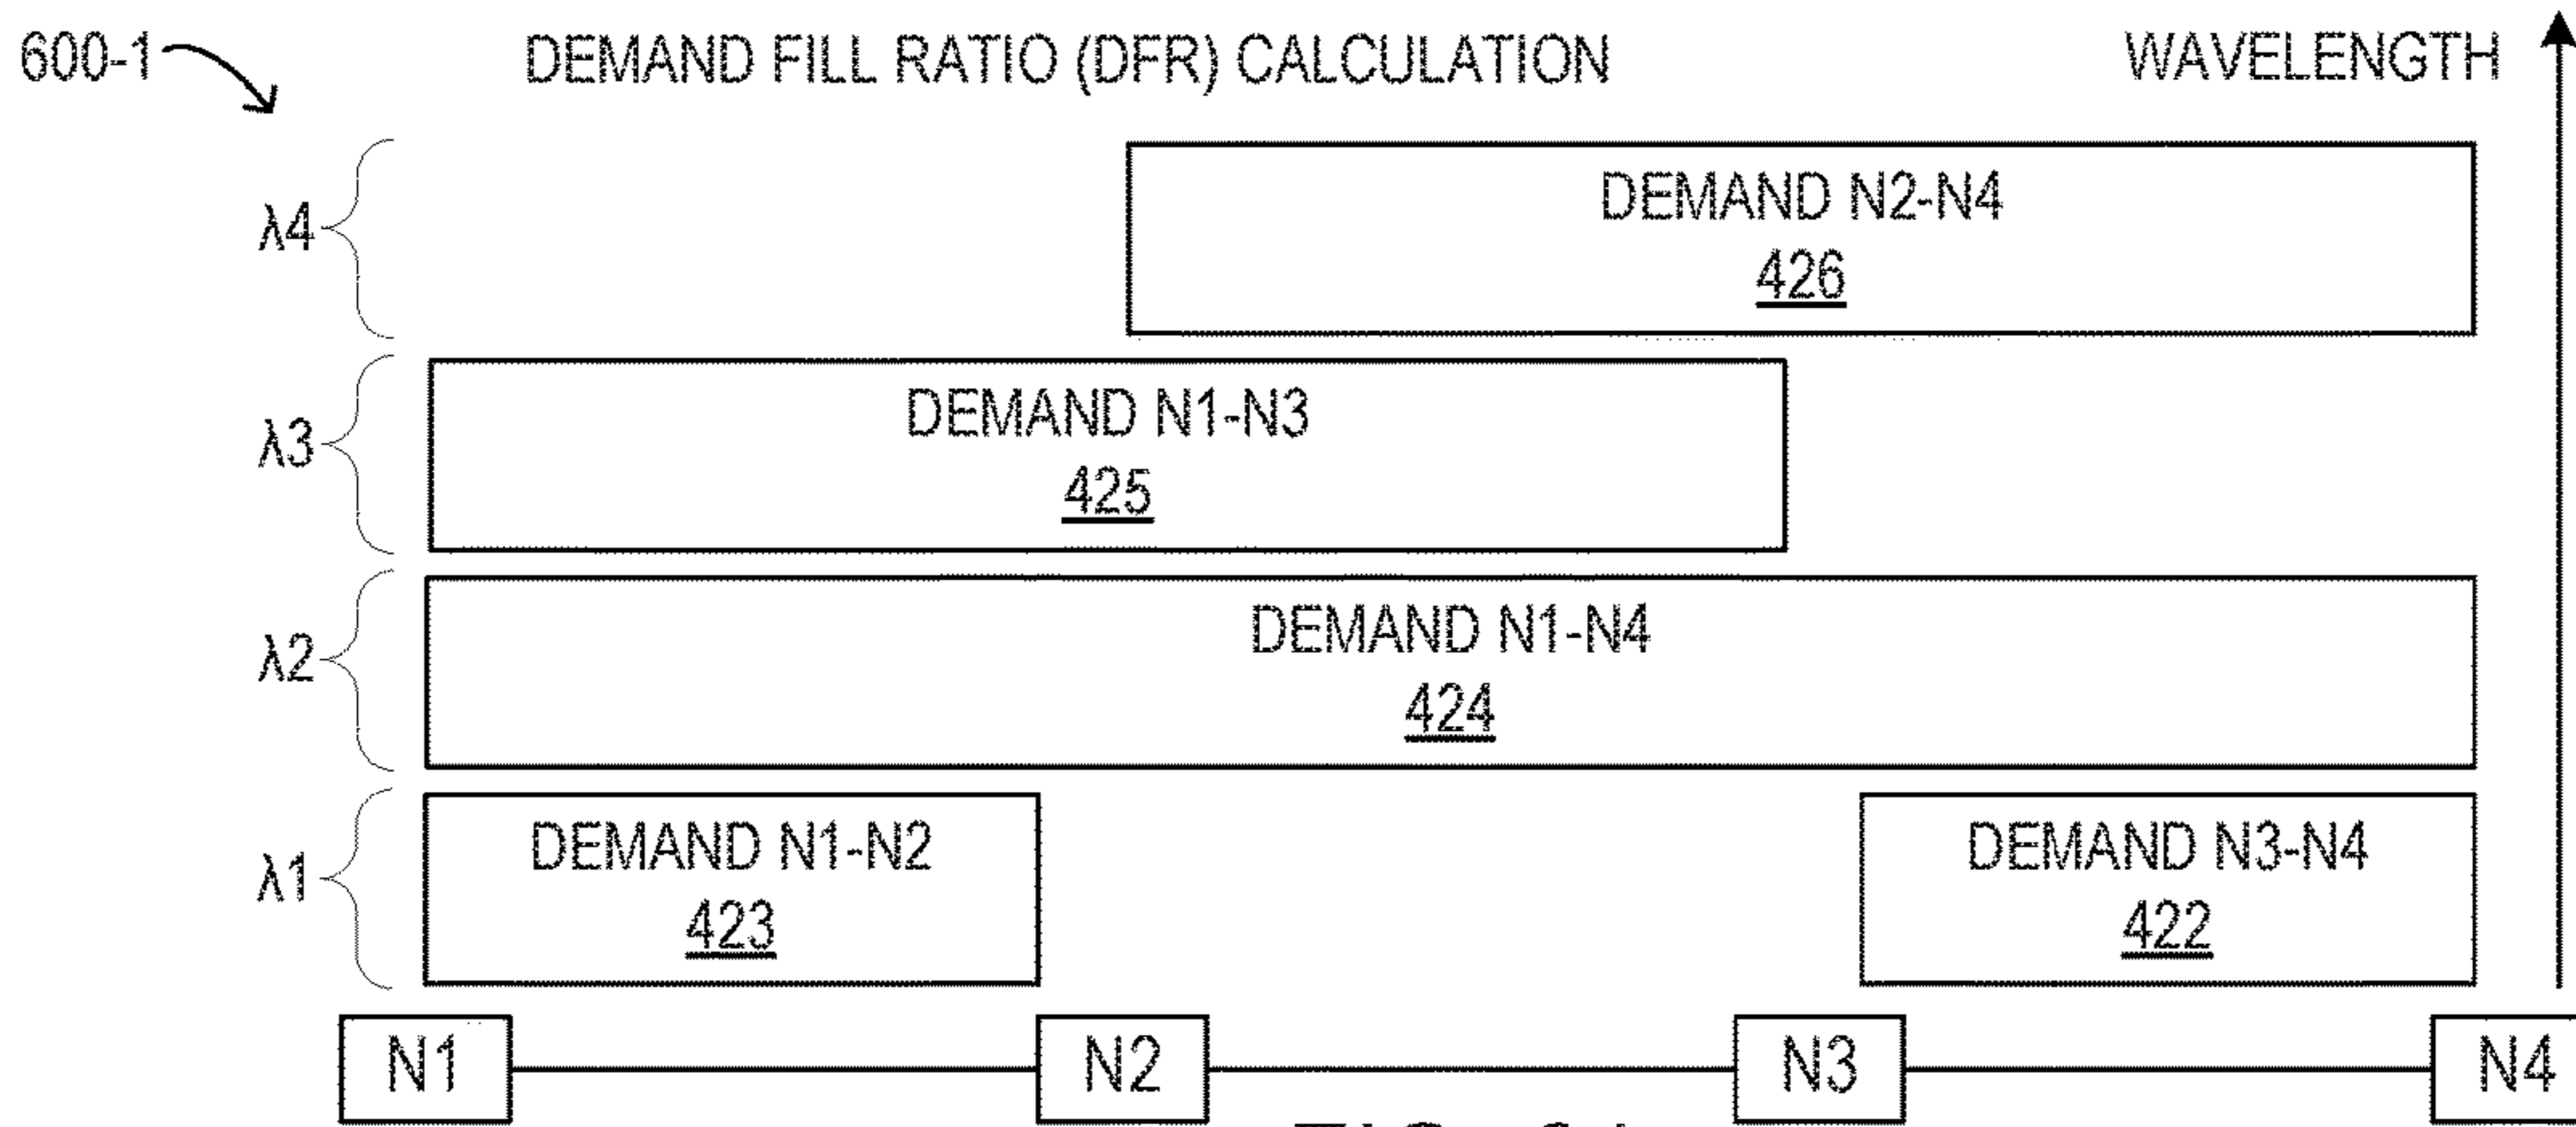 600-1
DEMAND FILL RATIO (DFR) CALCULATION
WAVELENGTH
λ4
DEMAND N2-N4
426
λ3
DEMAND N1-N3
425
λ2
DEMAND N1-N4
424
λ1
DEMAND N1-N2
423
DEMAND N3-N4
422
N1
N2
N3
N4